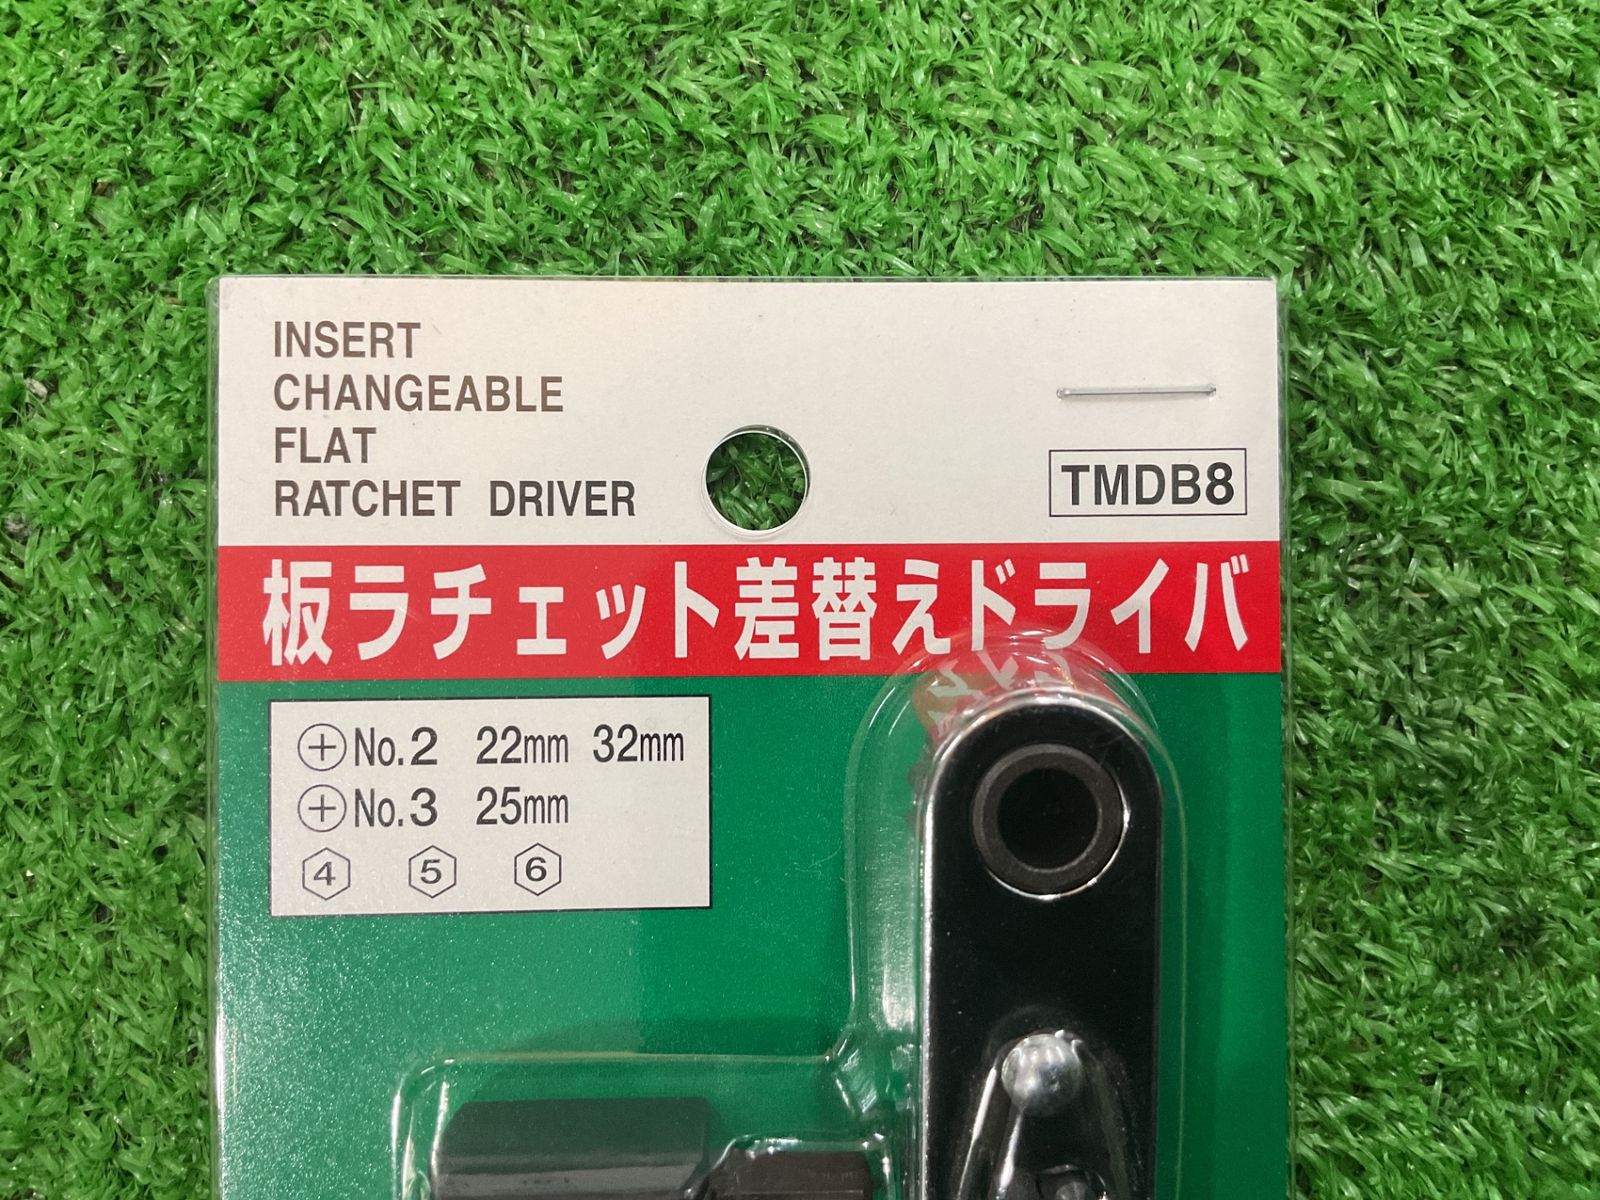 INSERT
CHANGEABLE
FLAT
RATCHET DRIVER
TMDB8
板ラチェット差替えドライバ
⊕No.2 22mm 32mm
⊕No.3 25mm
4 5 6